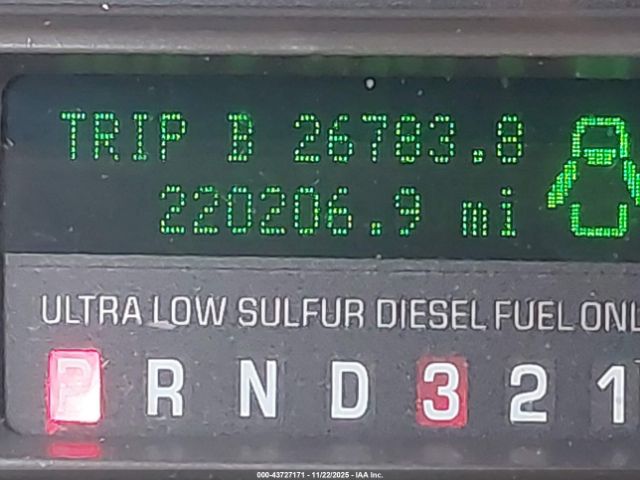 TRIP B 26783.8
220206.9 mi
ULTRA LOW SULFUR DIESEL FUEL ONL
P R N D 3 2 1
000-43727171 - 11/22/2025 - IAA Inc.